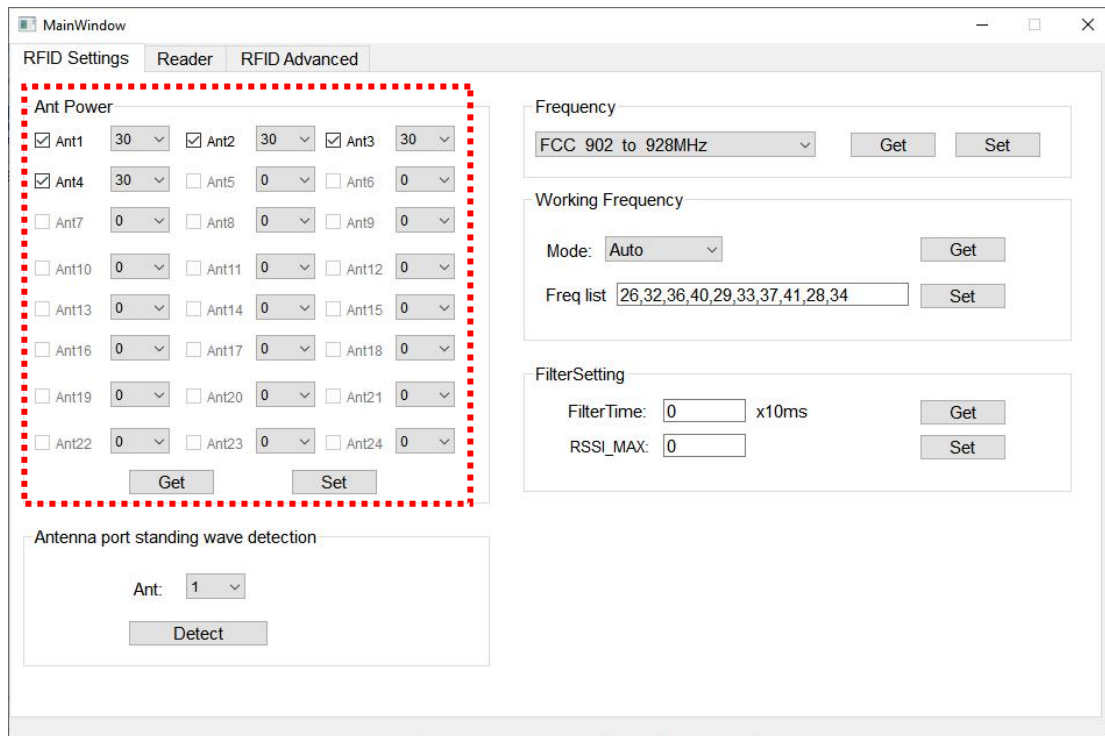 MainWindow
RFID Settings Reader RFID Advanced
Ant Power
Ant1 30 Ant2 30 Ant3 30
Ant4 30 Ant5 0 Ant6 0
Ant7 0 Ant8 0 Ant9 0
Ant10 0 Ant11 0 Ant12 0
Ant13 0 Ant14 0 Ant15 0
Ant16 0 Ant17 0 Ant18 0
Ant19 0 Ant20 0 Ant21 0
Ant22 0 Ant23 0 Ant24 0
Get Set
Antenna port standing wave detection
Ant: 1
Detect
Frequency
FCC 902 to 928MHz Get Set
Working Frequency
Mode: Auto Get
Freq list 26,32,36,40,29,33,37,41,28,34 Set
FilterSetting
FilterTime: 0 x10ms Get
RSSI_MAX: 0 Set